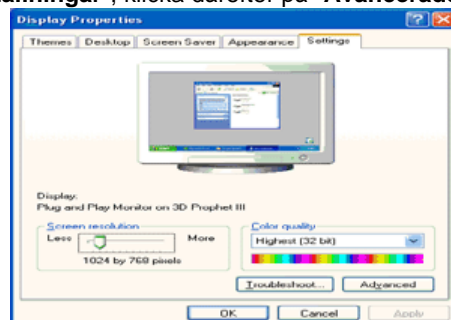 klicka därefter på "Avancerade
Display Properties
Themes Desktop Screen Saver Appearance Settings
Display:
Plug and Play Monitor on 3D Prophet III
Screen resolution
Less More
1024 by 768 pixels
Color quality
Highest (32 bit)
Troubleshoot... Advanced
OK Cancel Apply